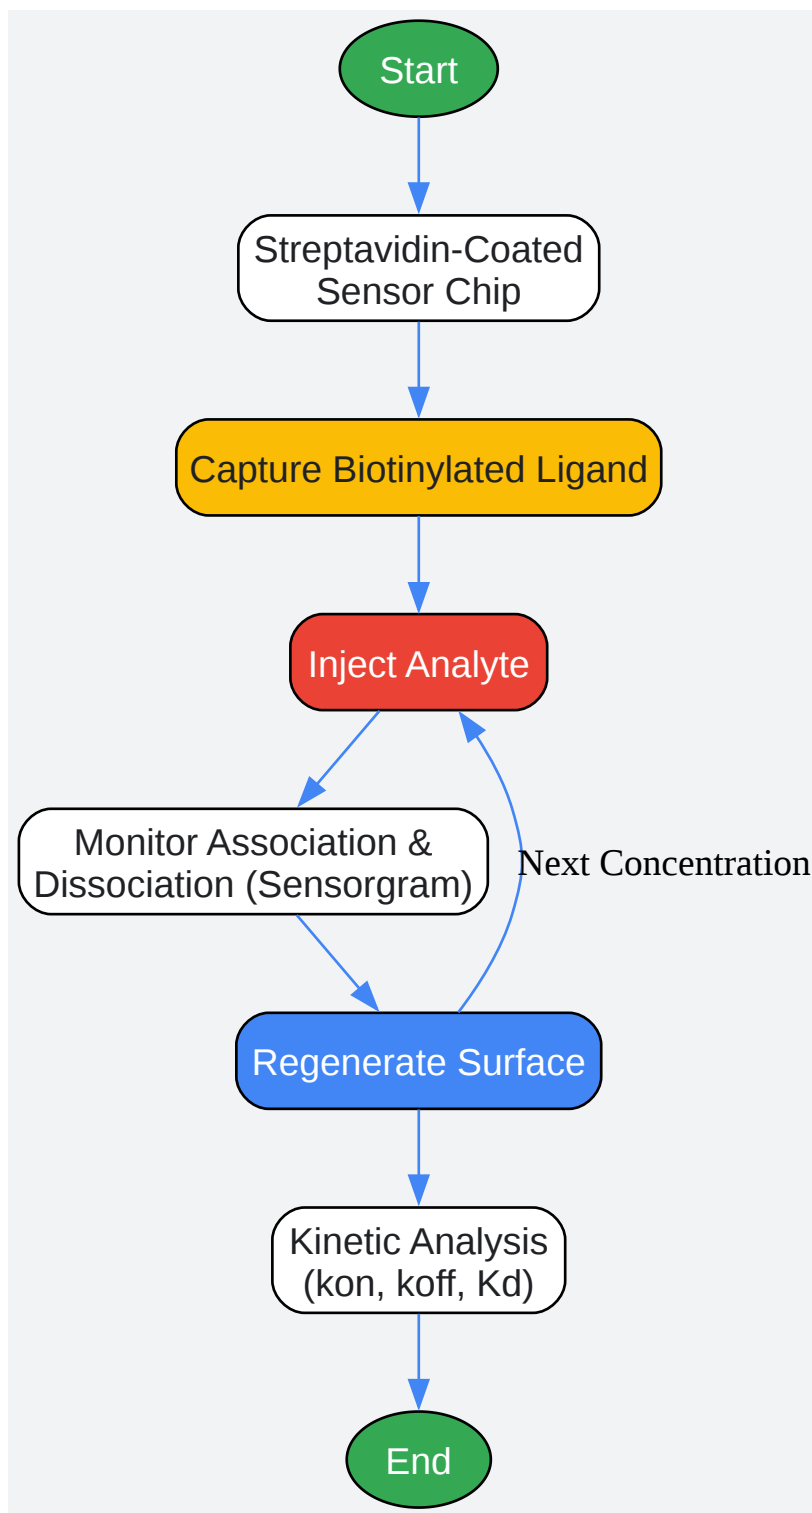 Start
Streptavidin-Coated
Sensor Chip
Capture Biotinylated Ligand
Inject Analyte
Monitor Association &
Dissociation (Sensorgram)
Next Concentration
Regenerate Surface
Kinetic Analysis
(kon, koff, Kd)
End